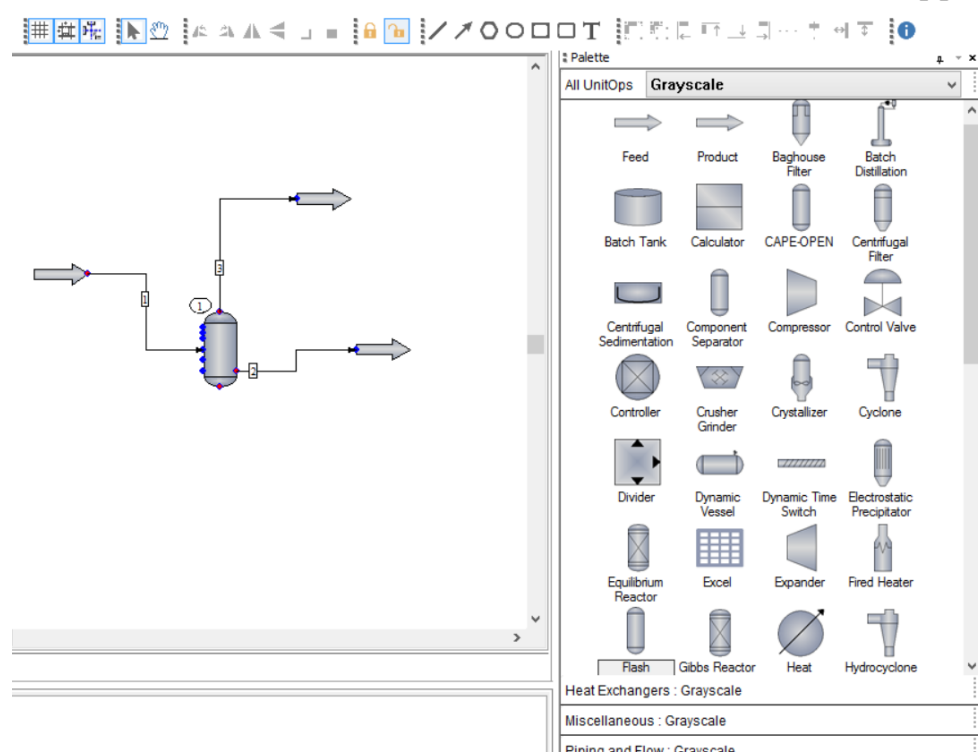 T
Palette
All UnitOps Grayscale
Feed Product Baghouse Batch
Filter Distillation
Batch Tank Calculator CAPE-OPEN Centrifugal
Filter
Centrifugal Component Compressor Control Valve
Sedimentation Separator
Controller Crusher Crystallizer Cyclone
Grinder
Divider Dynamic Dynamic Time Electrostatic
Vessel Switch Precipitator
Equilibrium Excel Expander Fired Heater
Reactor
Flash Gibbs Reactor Heat Hydrocyclone
Heat Exchangers : Grayscale
Miscellaneous : Grayscale
Piping and Flow : Grayscale
3
1
1
2